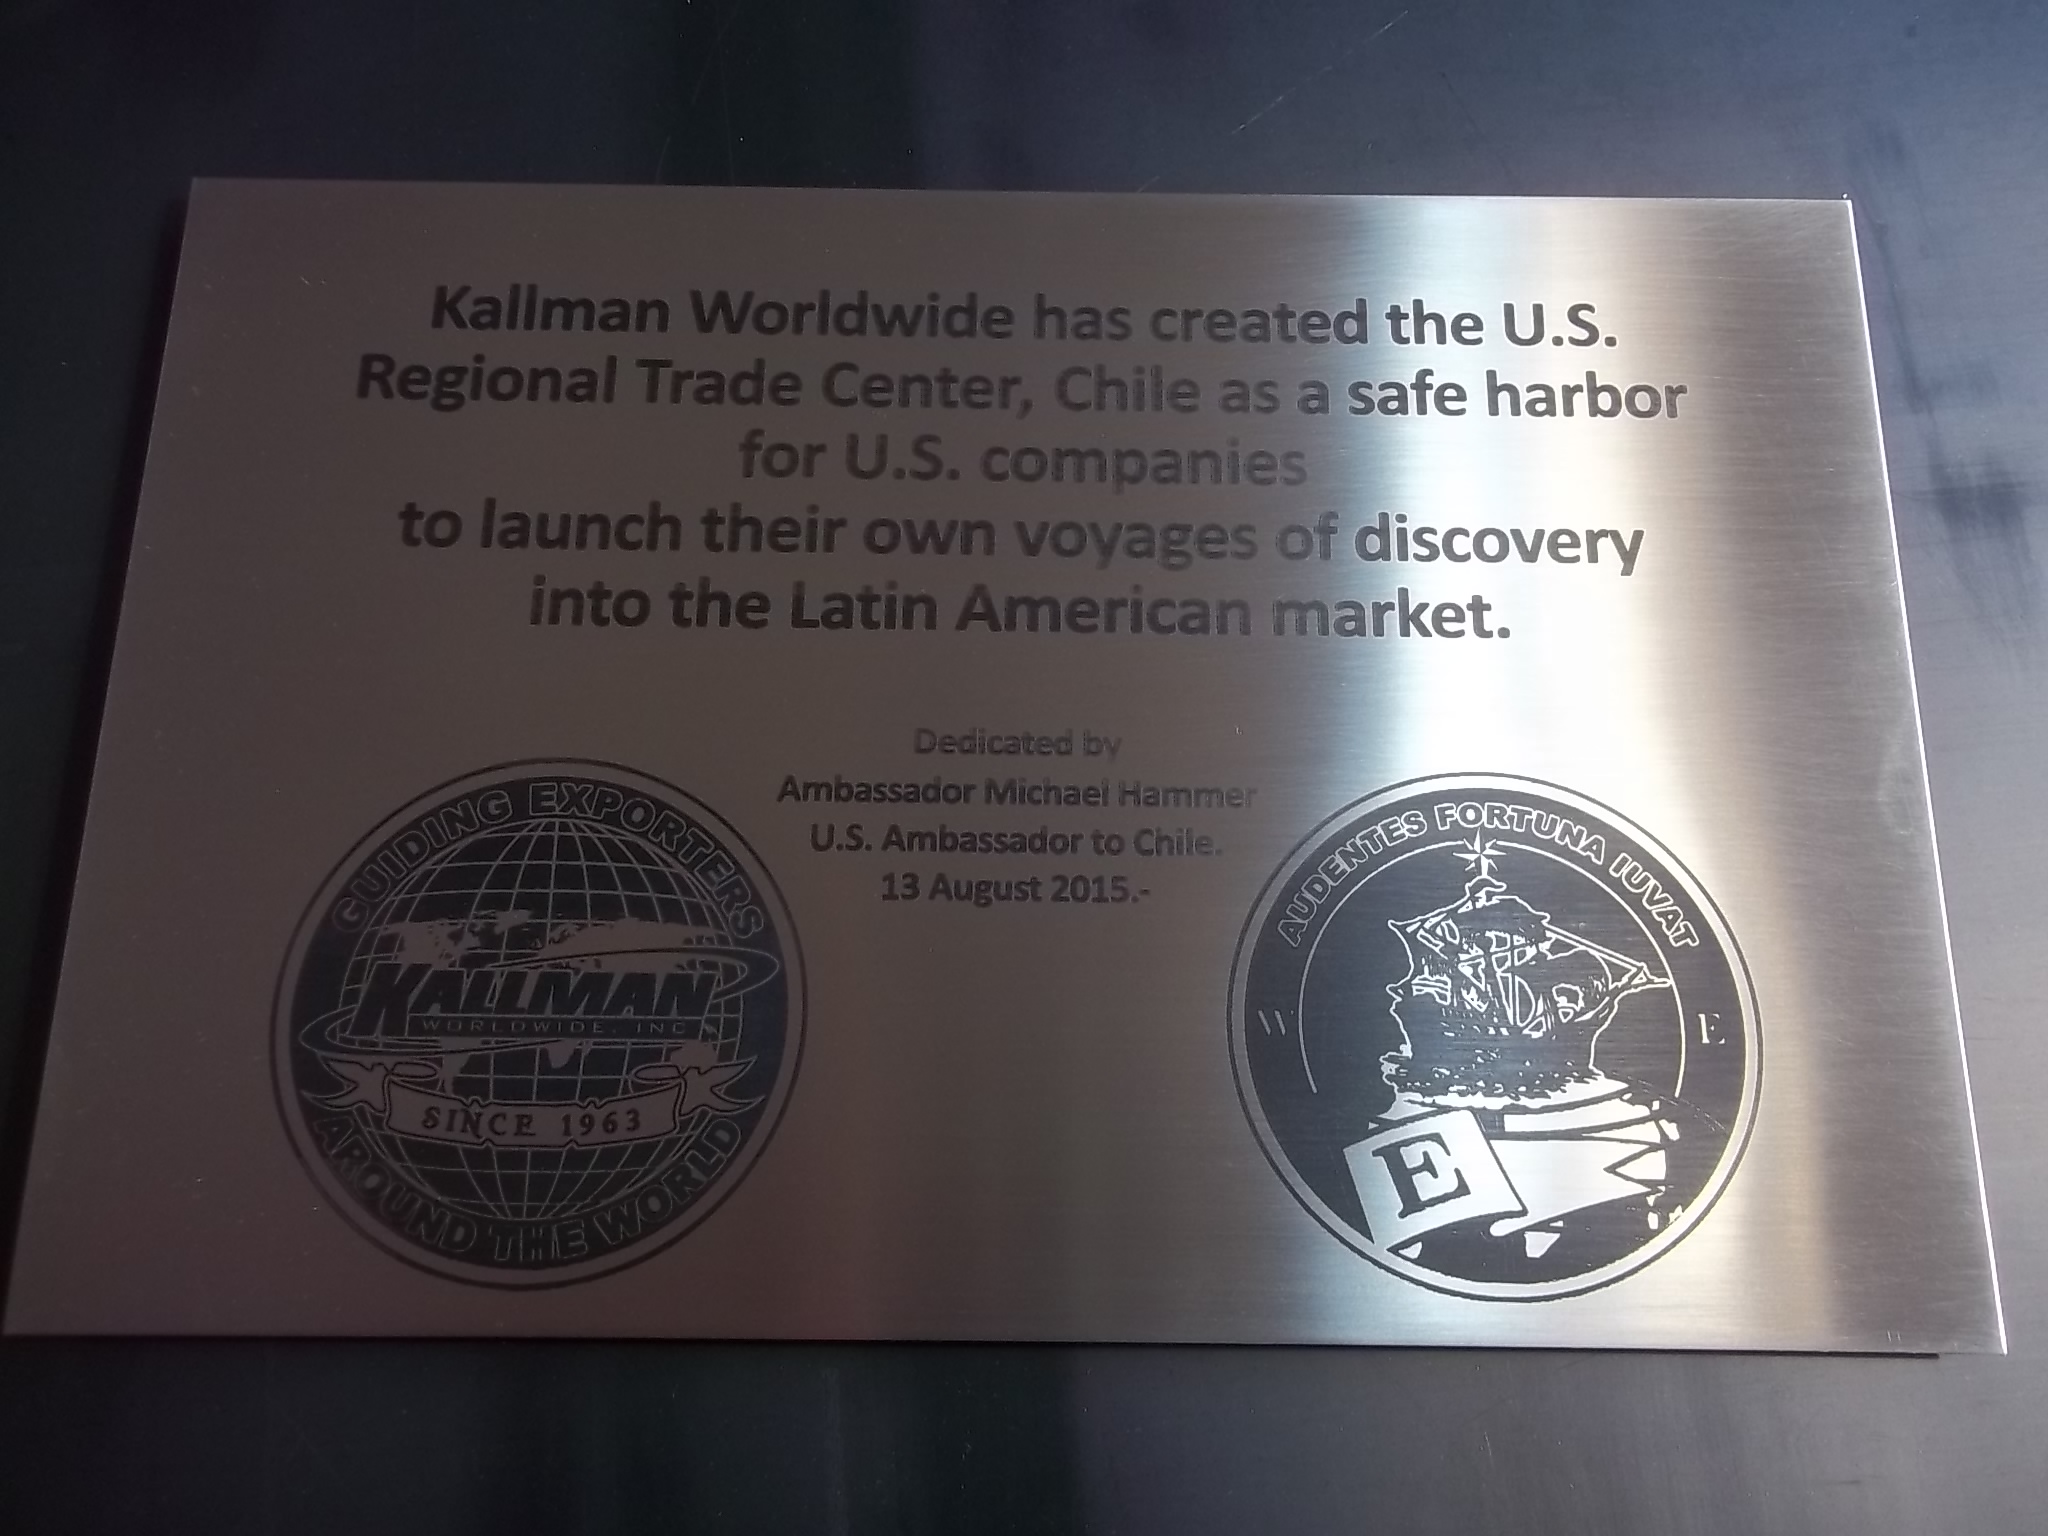 Kallman Worldwide has created the U.S.
Regional Trade Center, Chile as a safe harbor
for U.S. companies
to launch their own voyages of discovery
into the Latin American market.
Dedicated by
Ambassador Michael Hammer
U.S. Ambassador to Chile.
13 August 2015.-
GUIDING EXPORTERS
KALLMAN
WORLDWIDE, INC
SINCE 1963
AROUND THE WORLD
AUDENTES FORTUNA IUVAT
E
E